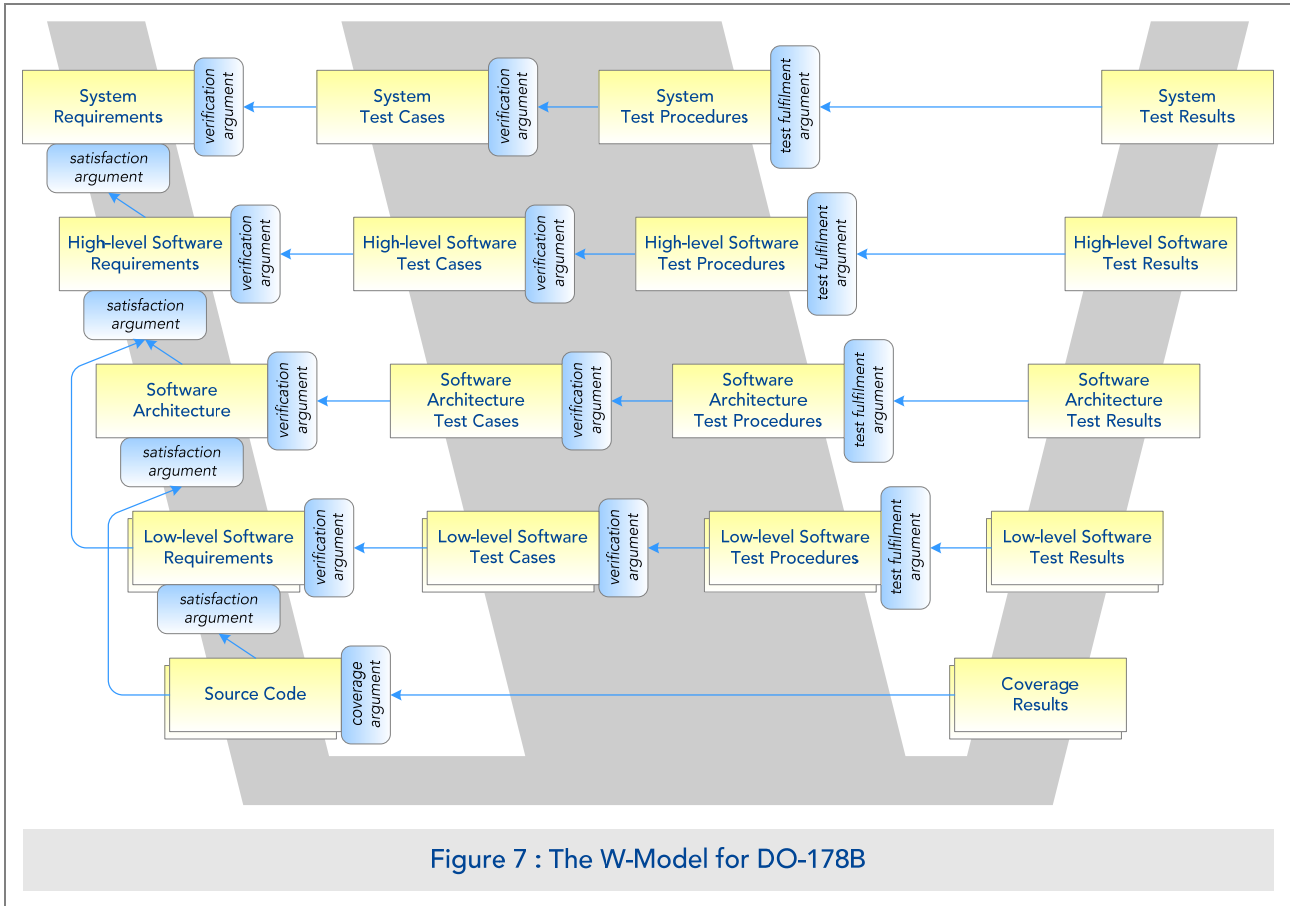 System
Requirements
verification
argument
System
Test Cases
verification
argument
System
Test Procedures
test fulfilment
argument
System
Test Results
satisfaction
argument
High-level Software
Requirements
verification
argument
High-level Software
Test Cases
verification
argument
High-level Software
Test Procedures
test fulfilment
argument
High-level Software
Test Results
satisfaction
argument
Software
Architecture
verification
argument
Software
Architecture
Test Cases
verification
argument
Software
Architecture
Test Procedures
test fulfilment
argument
Software
Architecture
Test Results
satisfaction
argument
Low-level Software
Requirements
verification
argument
Low-level Software
Test Cases
verification
argument
Low-level Software
Test Procedures
test fulfilment
argument
Low-level Software
Test Results
satisfaction
argument
Source Code
coverage
argument
Coverage
Results
Figure 7 : The W-Model for DO-178B